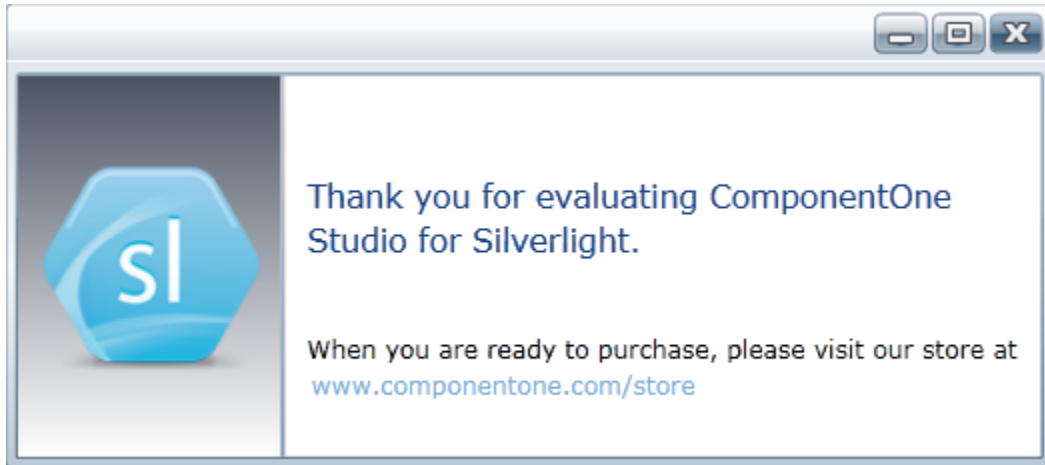 sl
Thank you for evaluating ComponentOne
Studio for Silverlight.
When you are ready to purchase, please visit our store at
www.componentone.com/store